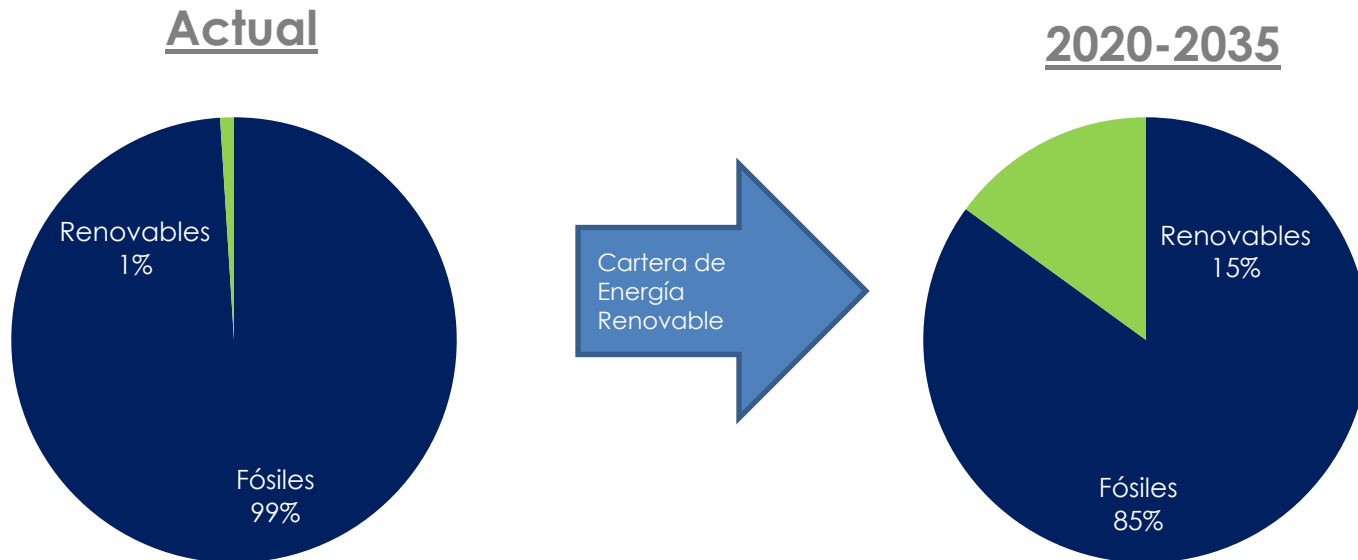 Actual
Renovables
1%
Fósiles
99%
Cartera de
Energía
Renovable
2020-2035
Renovables
15%
Fósiles
85%